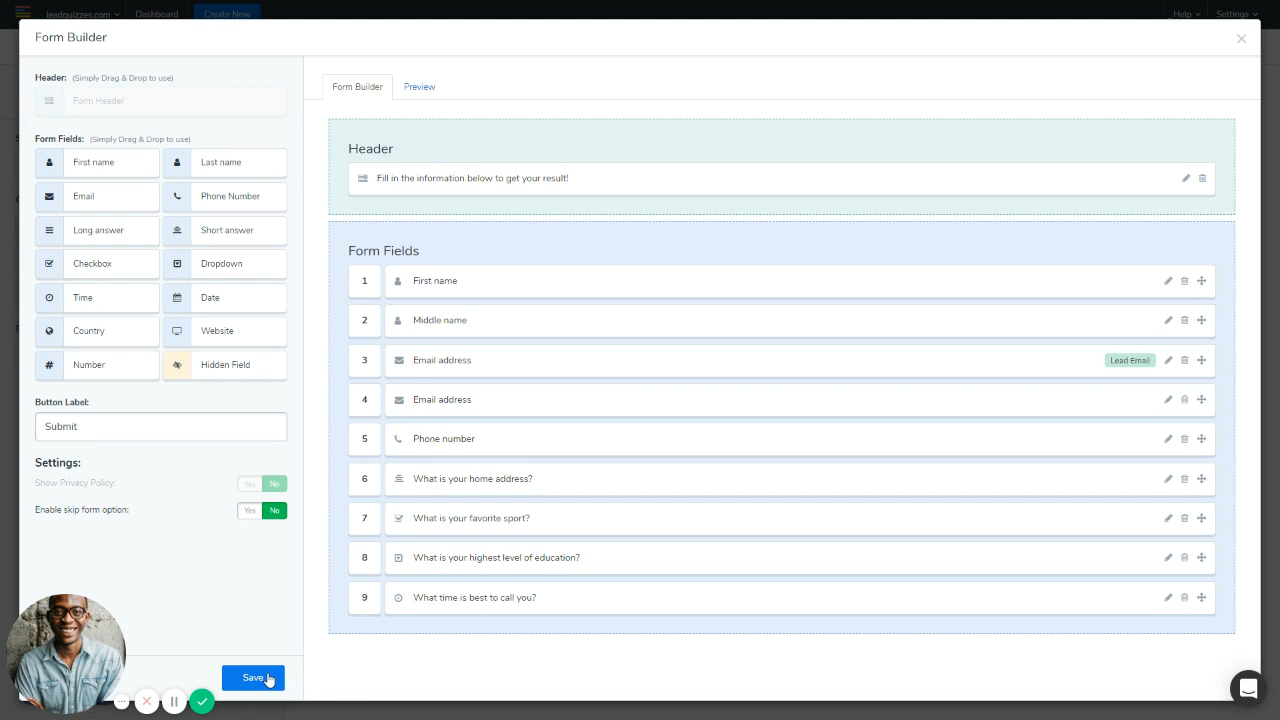 leadquizzes.com
Dashboard
Create New
Help
Settings
Form Builder
Header: (Simply Drag & Drop to use)
Form Header
Form Fields: (Simply Drag & Drop to use)
First name
Last name
Email
Phone Number
Long answer
Short answer
Checkbox
Dropdown
Time
Date
Country
Website
Number
Hidden Field
Button Label:
Submit
Settings:
Show Privacy Policy:
Yes No
Enable skip form option:
Yes No
Save
Form Builder
Preview
Header
Fill in the information below to get your result!
Form Fields
1 First name
2 Middle name
3 Email address Lead Email
4 Email address
5 Phone number
6 What is your home address?
7 What is your favorite sport?
8 What is your highest level of education?
9 What time is best to call you?